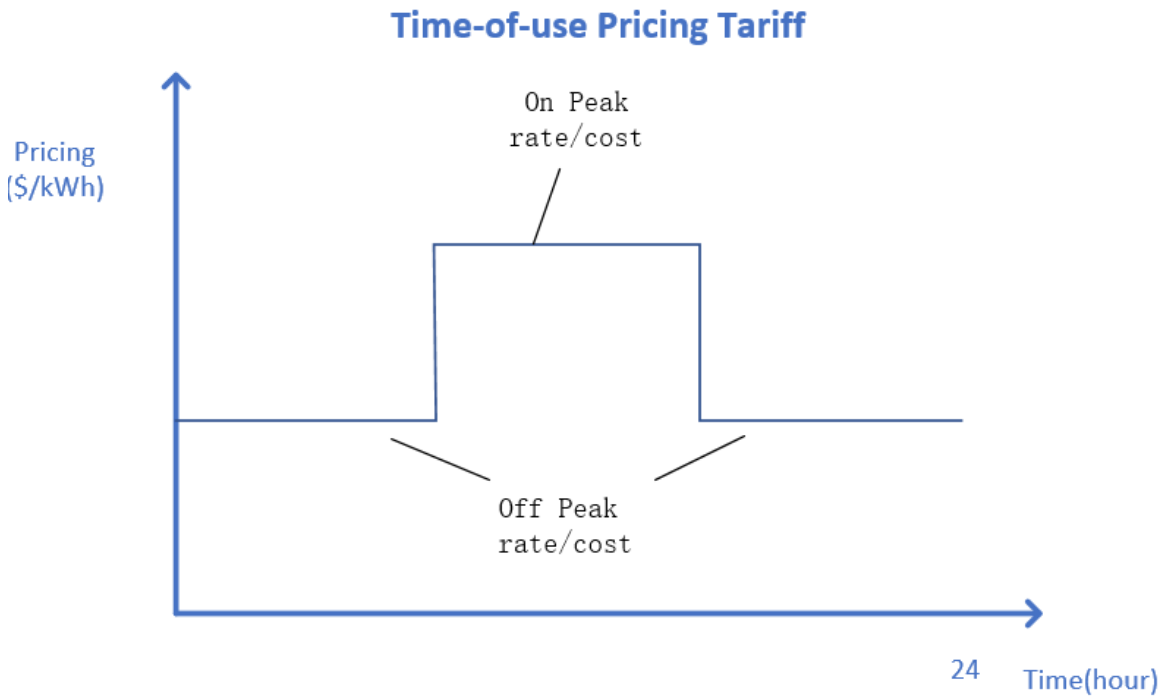 Time-of-use Pricing Tariff
On Peak
rate/cost
Pricing
($/kWh)
Off Peak
rate/cost
24
Time(hour)